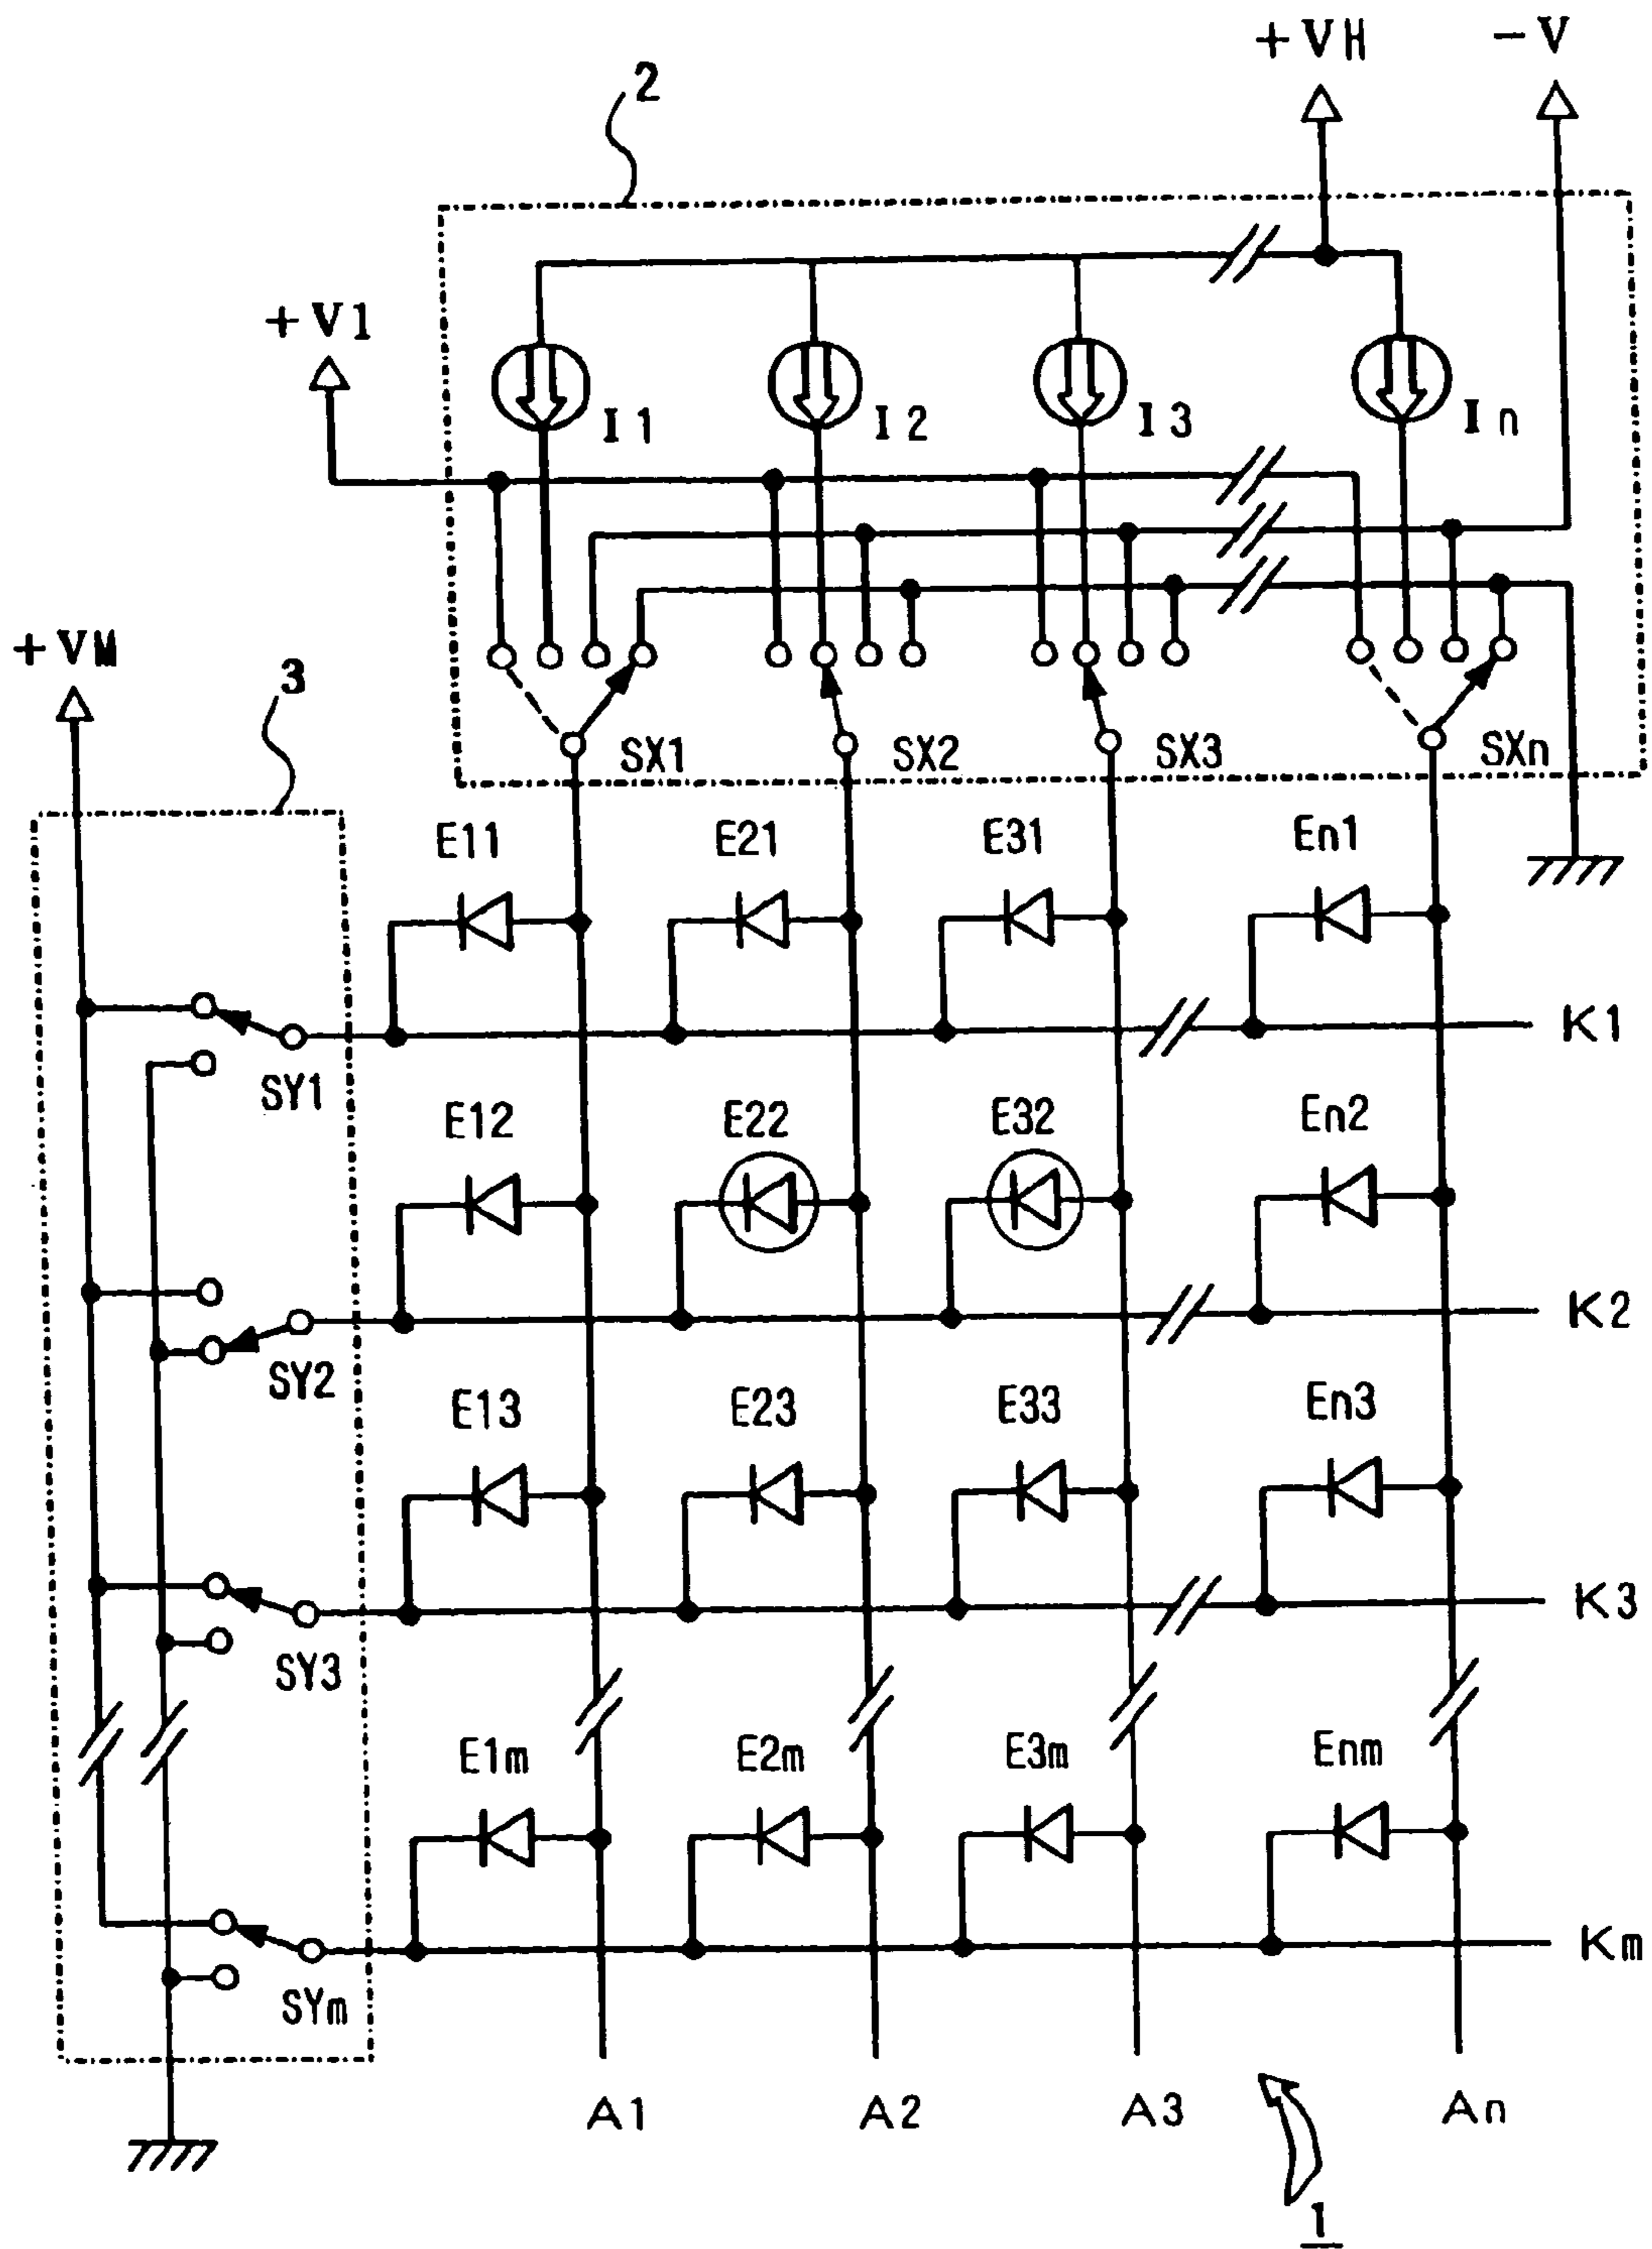 +VH -V
2
+V1
I1 I2 I3 In
+VM
3
SX1 SX2 SX3 SXn
E11 E21 E31 En1
K1
SY1
E12 E22 E32 En2
K2
SY2
E13 E23 E33 En3
K3
SY3
E1m E2m E3m Enm
Km
SYm
A1 A2 A3 An
1